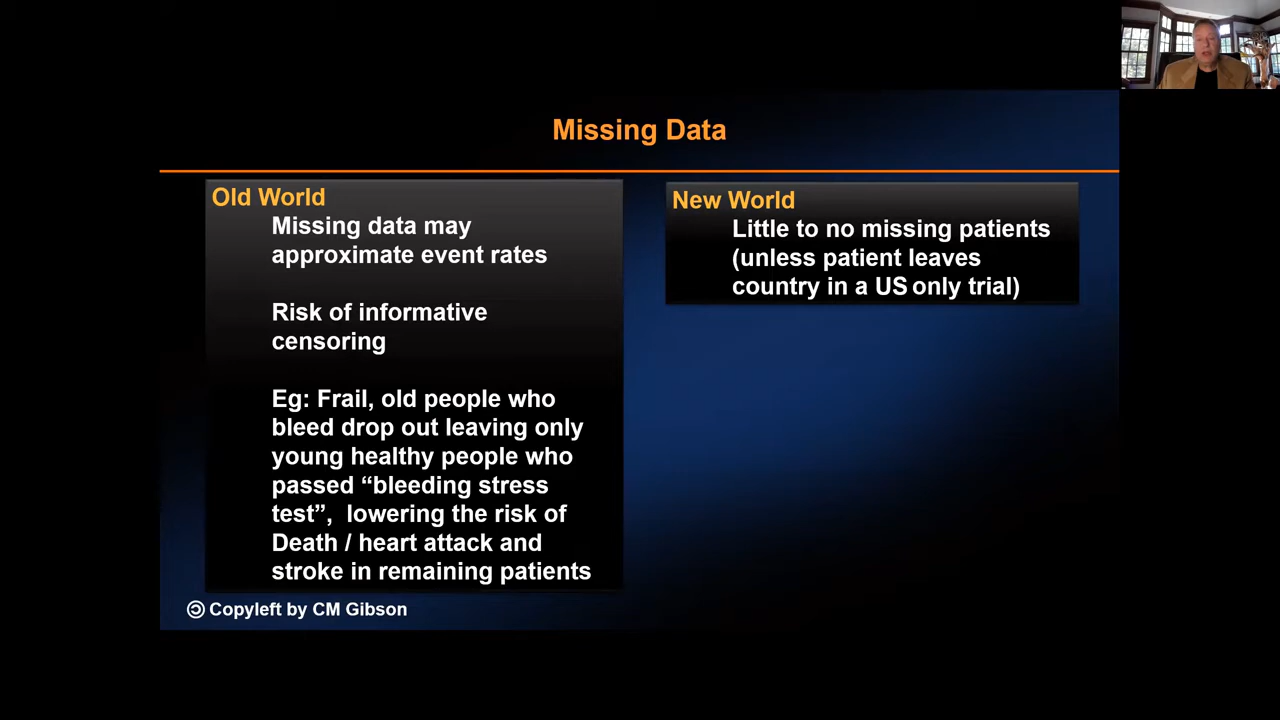 Missing Data
Old World
Missing data may
approximate event rates
Risk of informative
censoring
Eg: Frail, old people who
bleed drop out leaving only
young healthy people who
passed “bleeding stress
test”, lowering the risk of
Death / heart attack and
stroke in remaining patients
New World
Little to no missing patients
(unless patient leaves
country in a US only trial)
🄯 Copyleft by CM Gibson